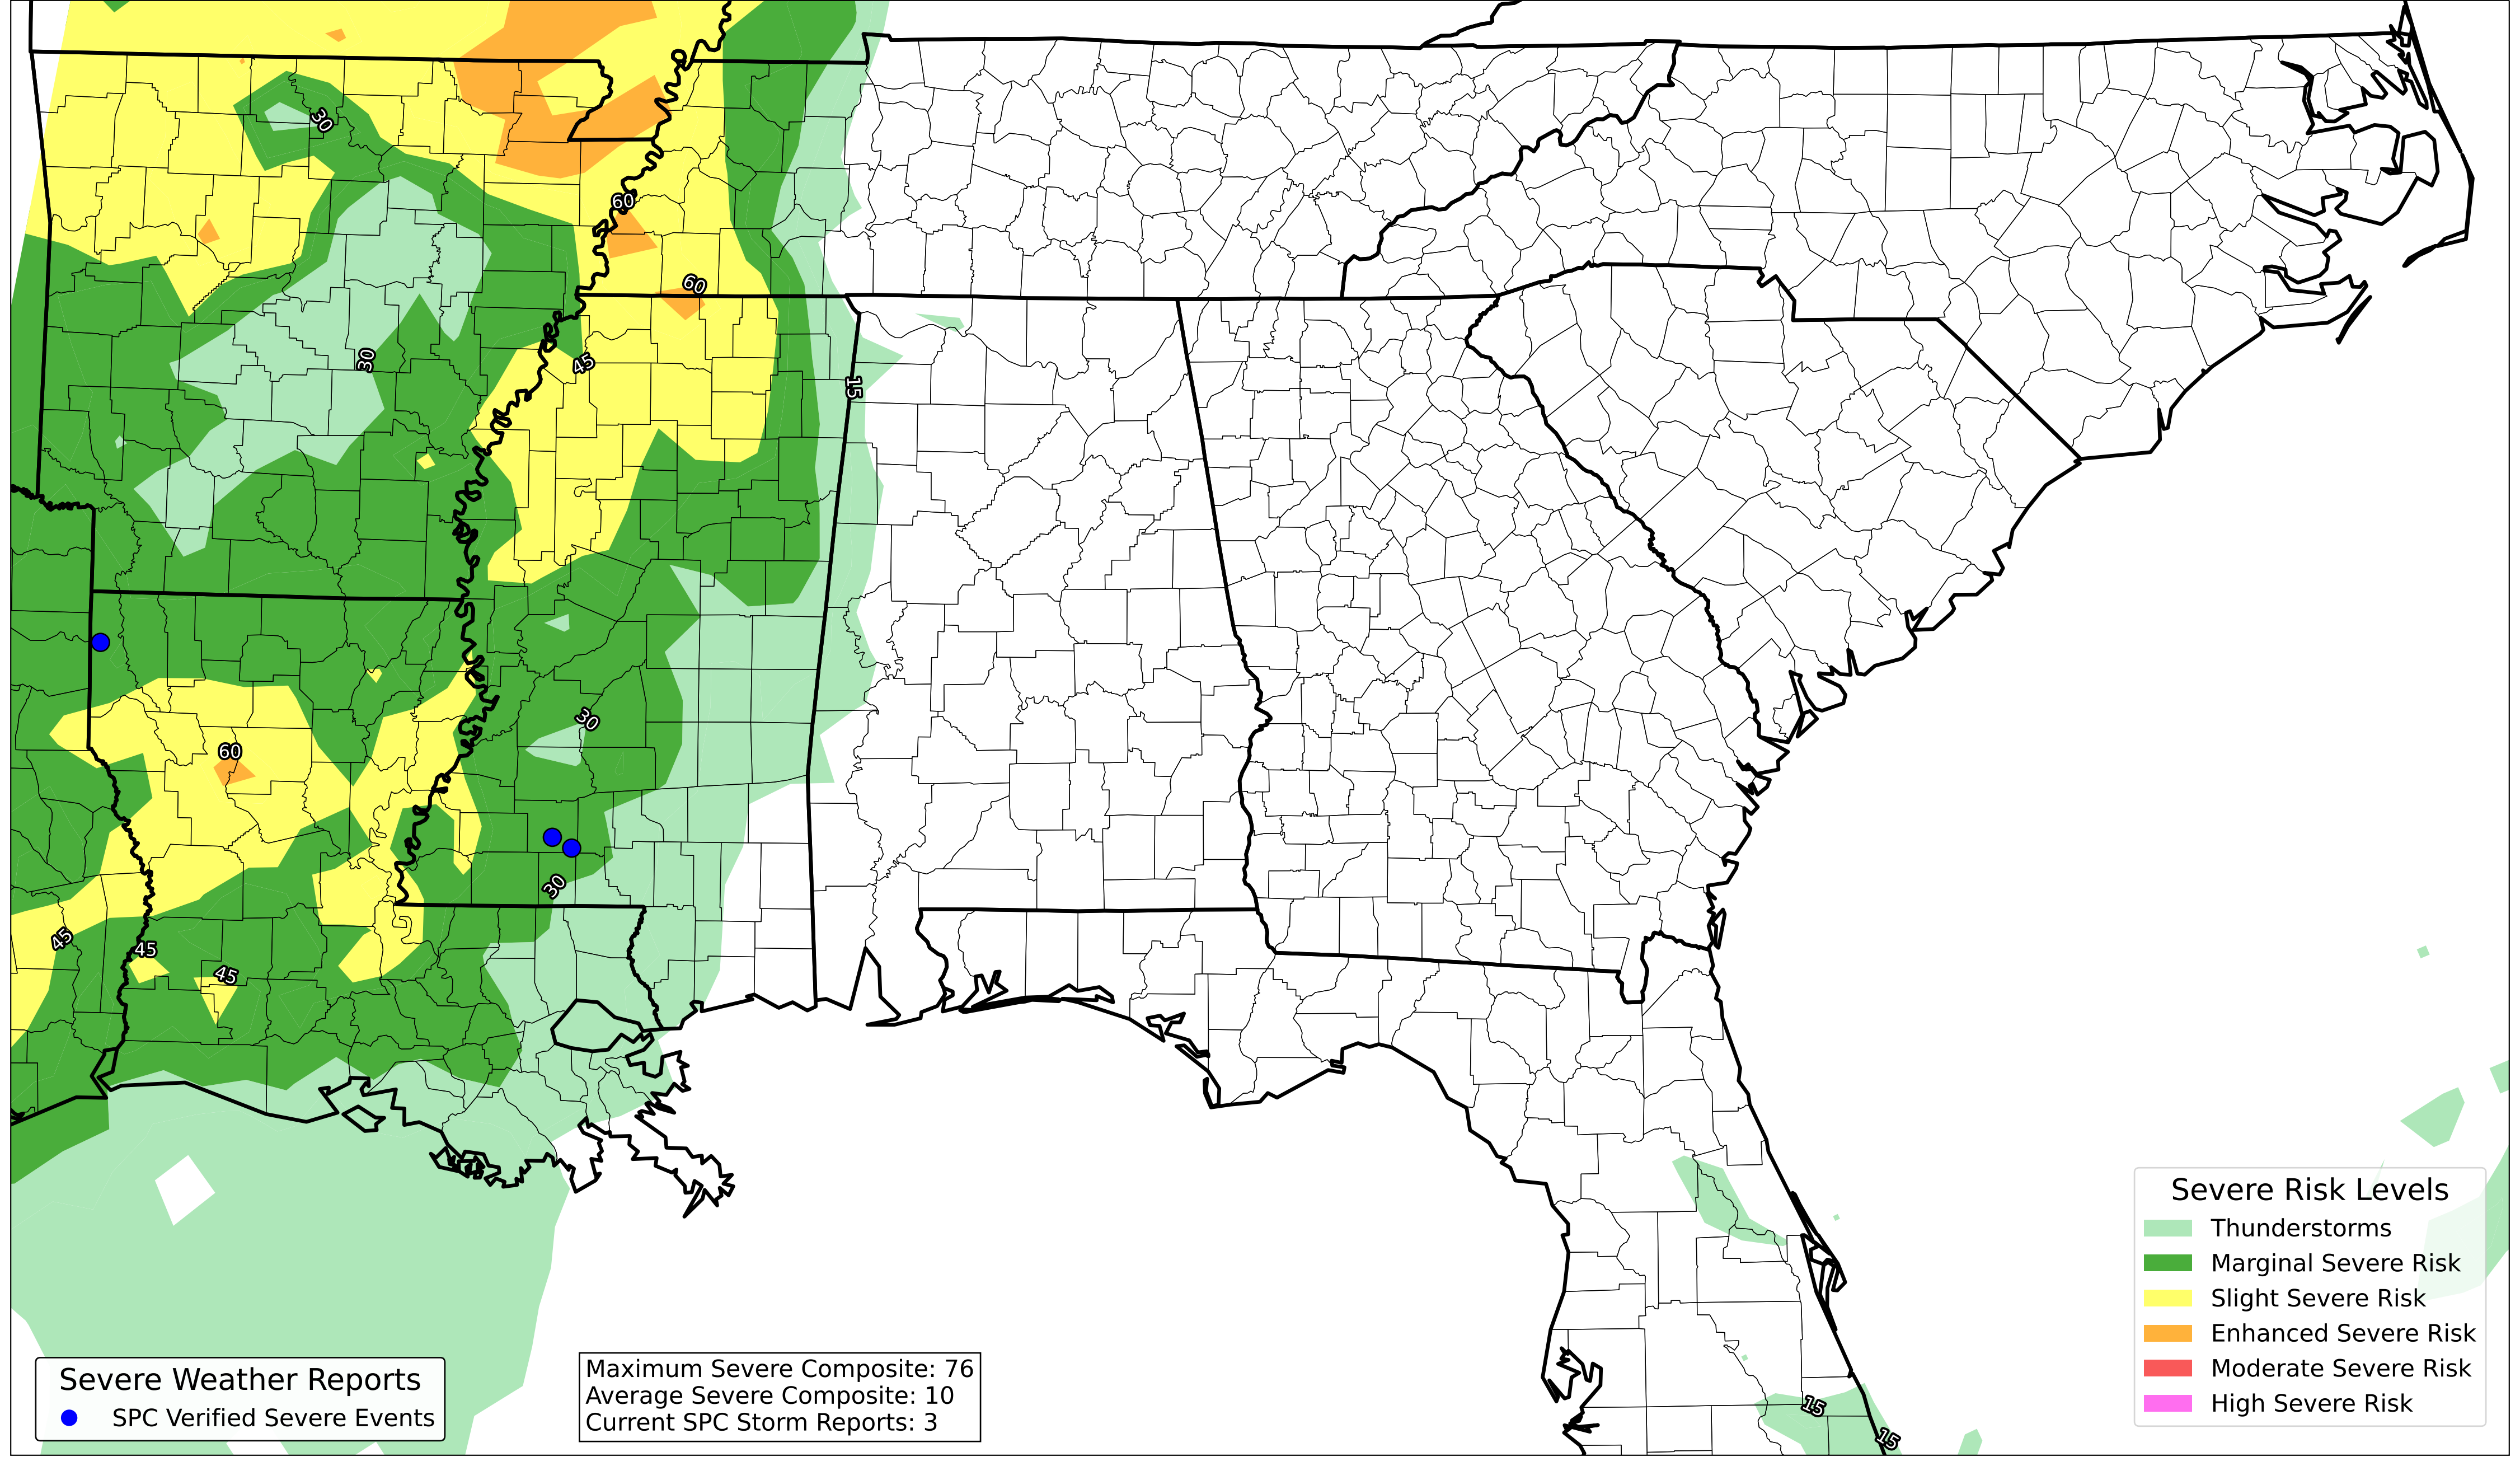 30
60
60
30
45
15
30
60
30
45
45
45
15
15
Severe Risk Levels
Thunderstorms
Marginal Severe Risk
Slight Severe Risk
Enhanced Severe Risk
Moderate Severe Risk
High Severe Risk
Severe Weather Reports
SPC Verified Severe Events
Maximum Severe Composite: 76
Average Severe Composite: 10
Current SPC Storm Reports: 3